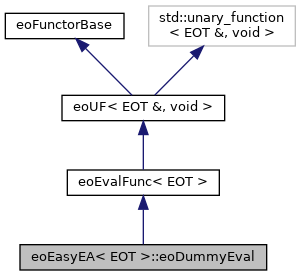 eoFunctorBase
std::unary_function
< EOT &, void >
eoUF< EOT &, void >
eoEvalFunc< EOT >
eoEasyEA< EOT >::eoDummyEval